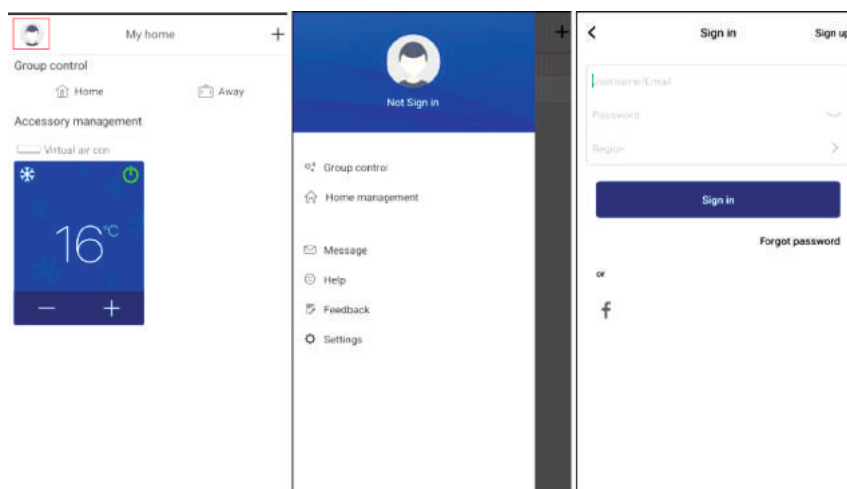 My home
+
Group control
Home
Away
Accessory management
Virtual air con
16°C
− +
Not Sign in
Group control
Home management
Message
Help
Feedback
Settings
Sign in
Sign up
Username/Email
Password
Region
Sign in
Forgot password
or
f